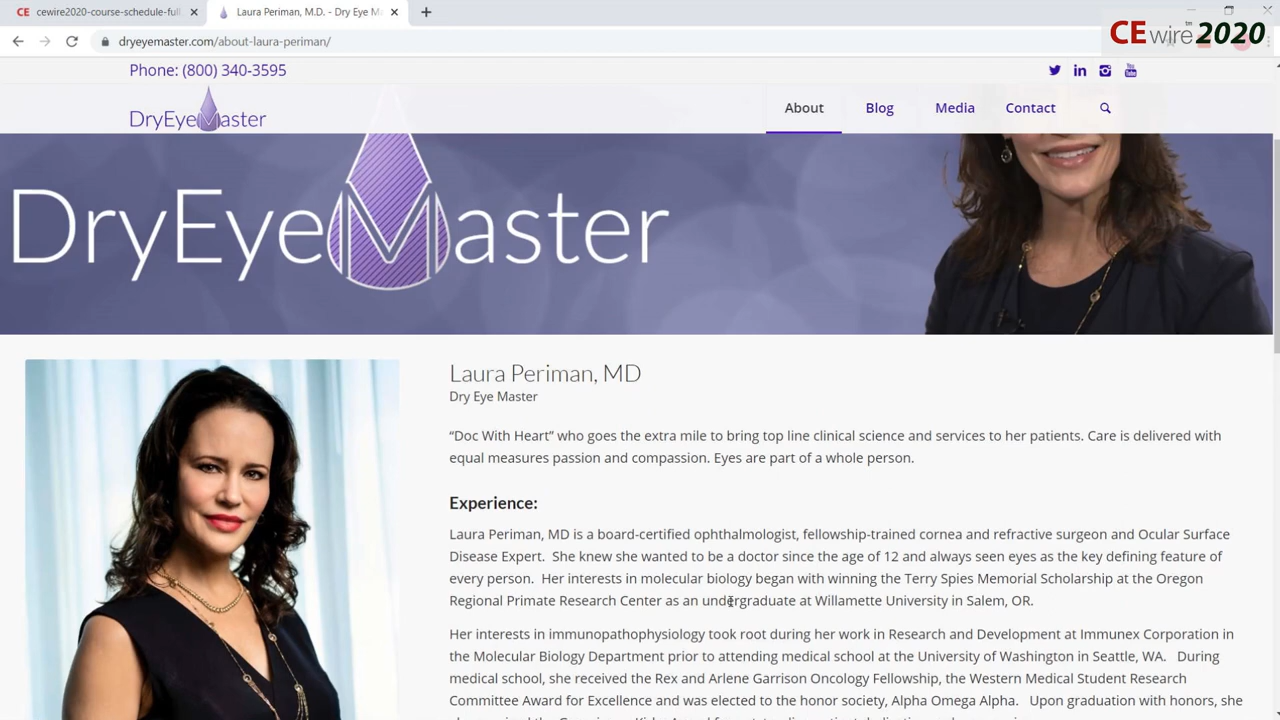 cewire2020-course-schedule-full
Laura Periman, M.D. - Dry Eye M
CE wire™ 2020
dryeyemaster.com/about-laura-periman/
Phone: (800) 340-3595
DryEyeMaster
About
Blog
Media
Contact
DryEyeMaster
Laura Periman, MD
Dry Eye Master
“Doc With Heart” who goes the extra mile to bring top line clinical science and services to her patients. Care is delivered with
equal measures passion and compassion. Eyes are part of a whole person.
Experience:
Laura Periman, MD is a board-certified ophthalmologist, fellowship-trained cornea and refractive surgeon and Ocular Surface
Disease Expert. She knew she wanted to be a doctor since the age of 12 and always seen eyes as the key defining feature of
every person. Her interests in molecular biology began with winning the Terry Spies Memorial Scholarship at the Oregon
Regional Primate Research Center as an undergraduate at Willamette University in Salem, OR.
Her interests in immunopathophysiology took root during her work in Research and Development at Immunex Corporation in
the Molecular Biology Department prior to attending medical school at the University of Washington in Seattle, WA. During
medical school, she received the Rex and Arlene Garrison Oncology Fellowship, the Western Medical Student Research
Committee Award for Excellence and was elected to the honor society, Alpha Omega Alpha. Upon graduation with honors, she